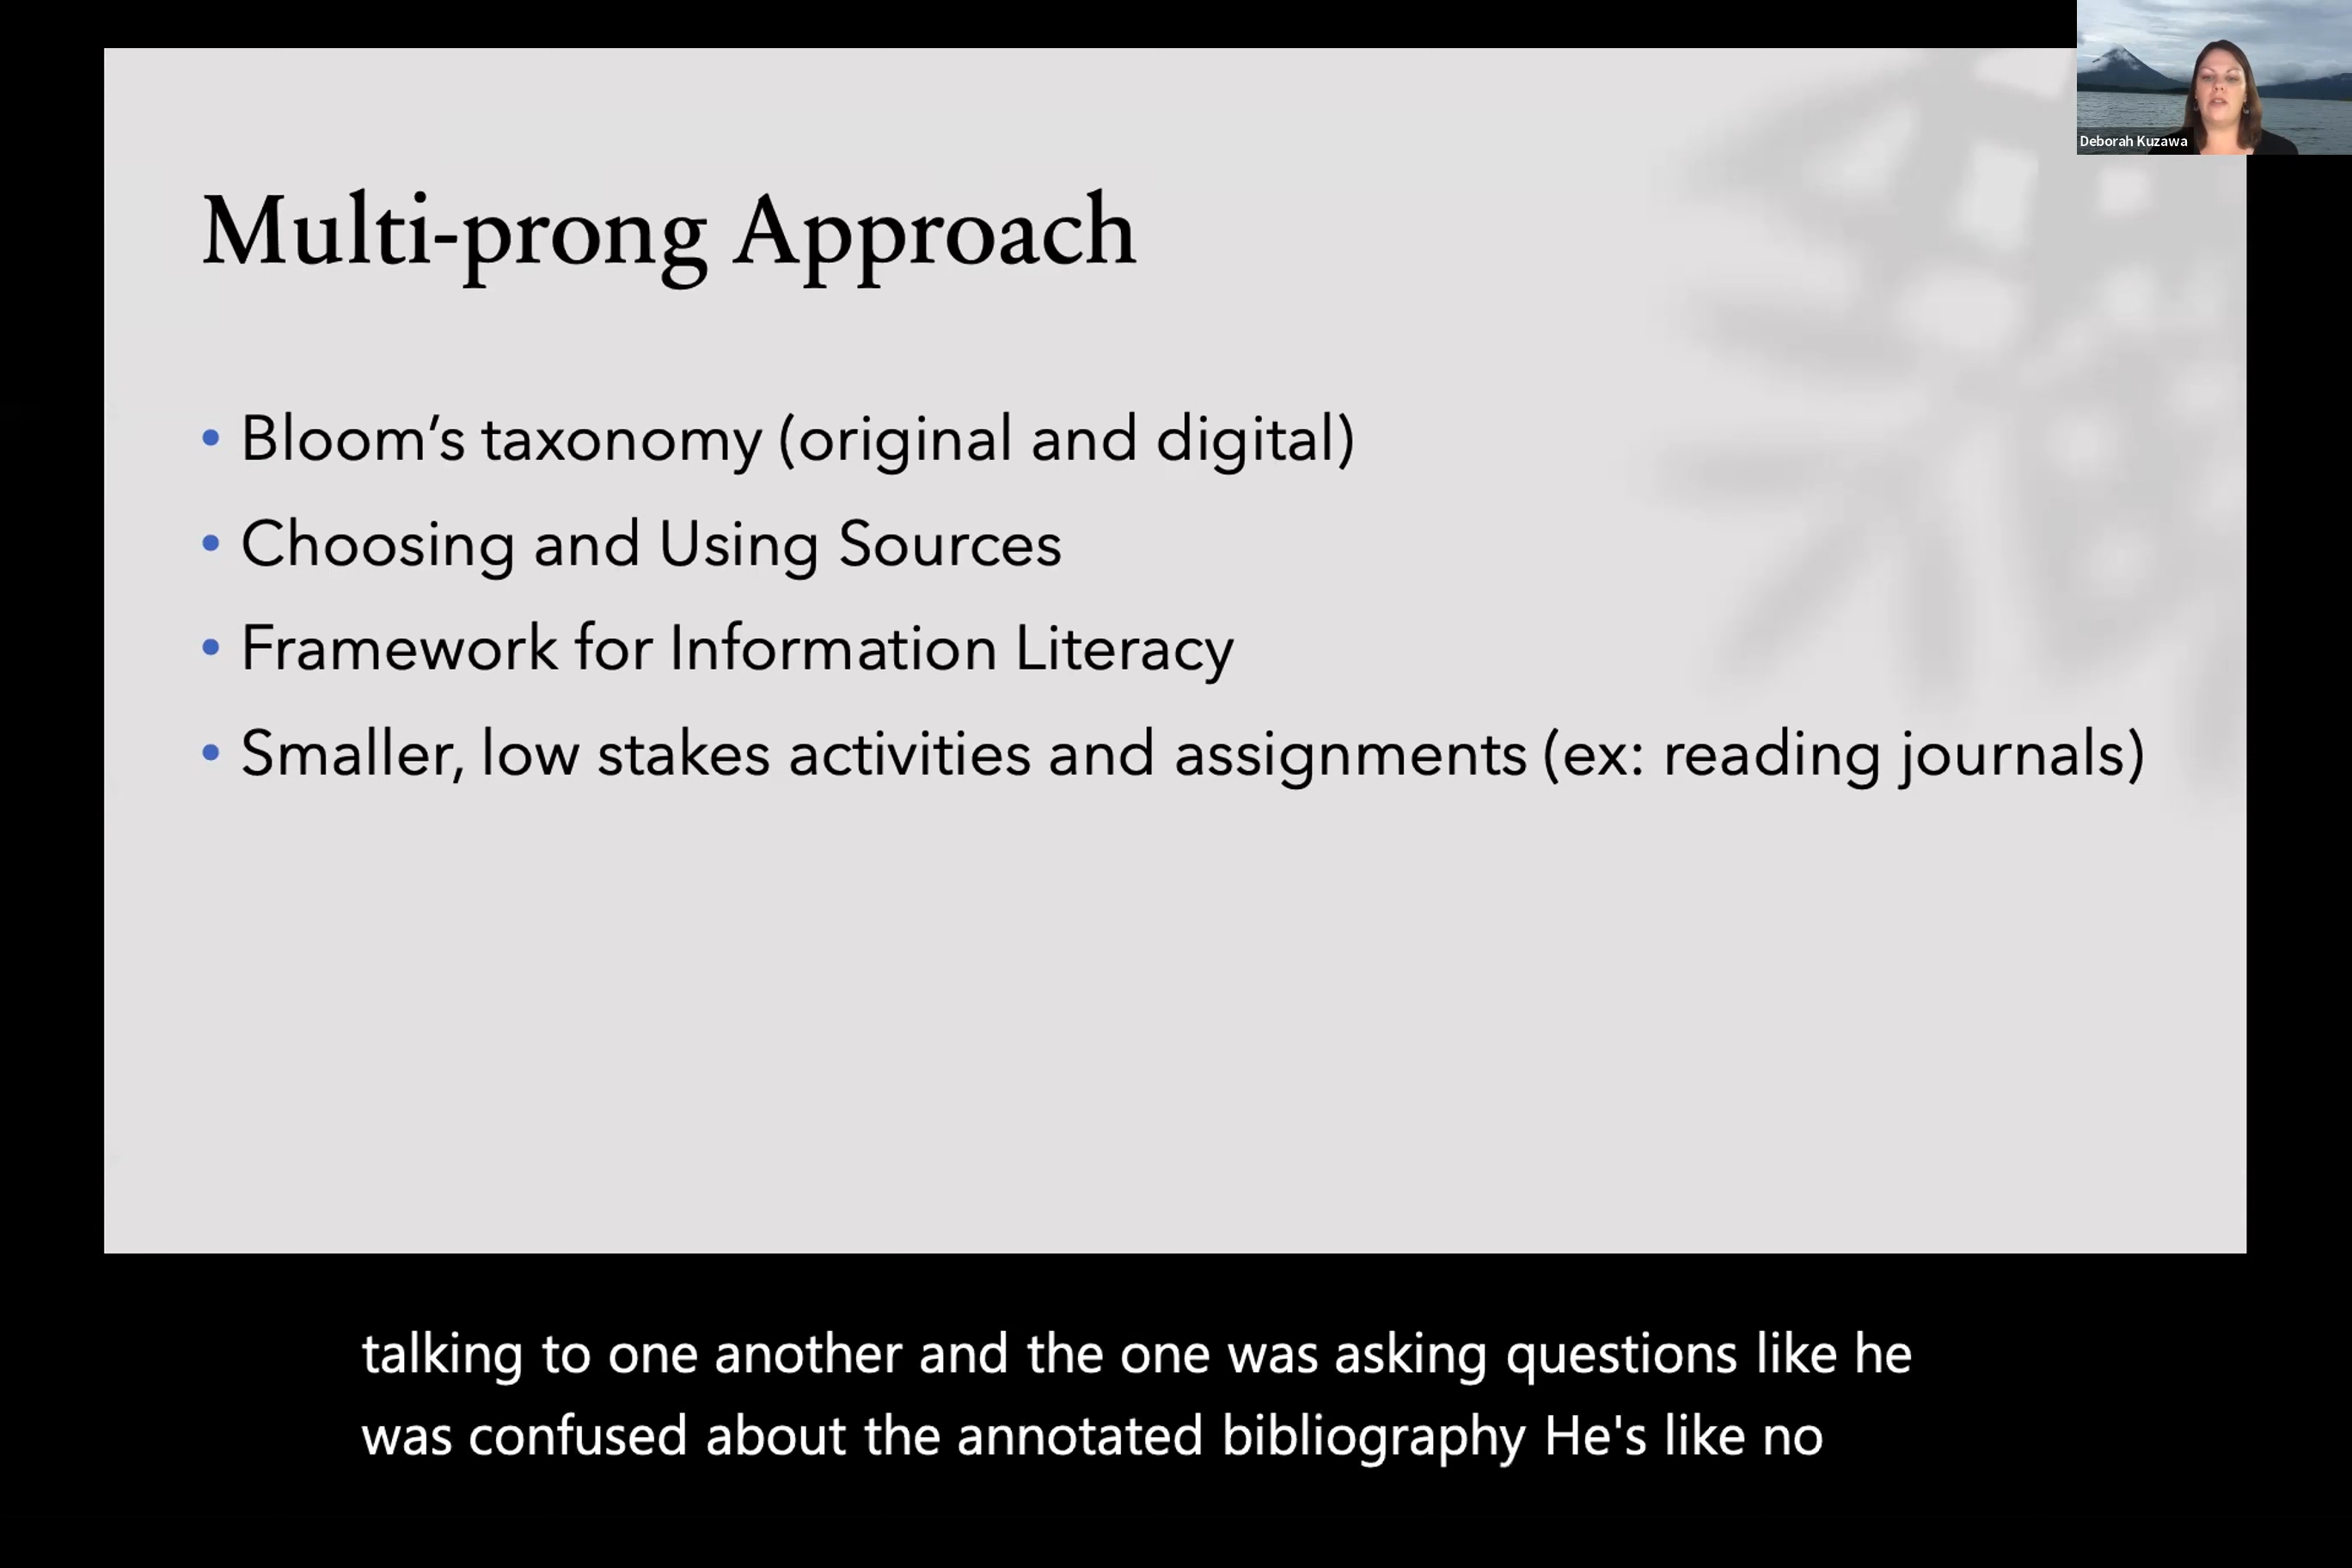 Deborah Kuzawa
Multi-prong Approach
• Bloom’s taxonomy (original and digital)
• Choosing and Using Sources
• Framework for Information Literacy
• Smaller, low stakes activities and assignments (ex: reading journals)
talking to one another and the one was asking questions like he
was confused about the annotated bibliography He's like no